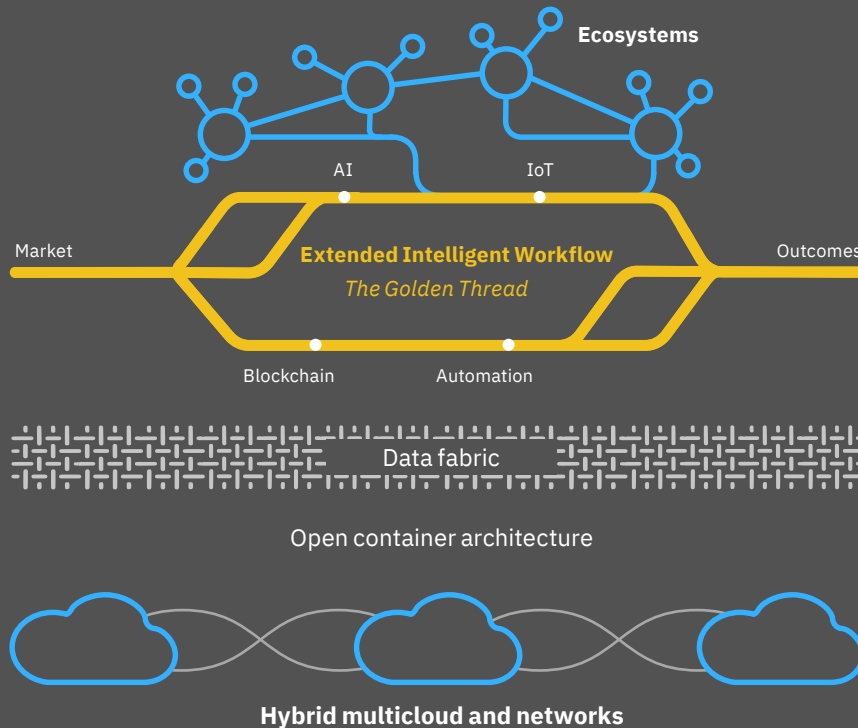 Ecosystems
AI
IoT
Market
Extended Intelligent Workflow
Outcomes
The Golden Thread
Blockchain
Automation
Data fabric
Open container architecture
Hybrid multicloud and networks